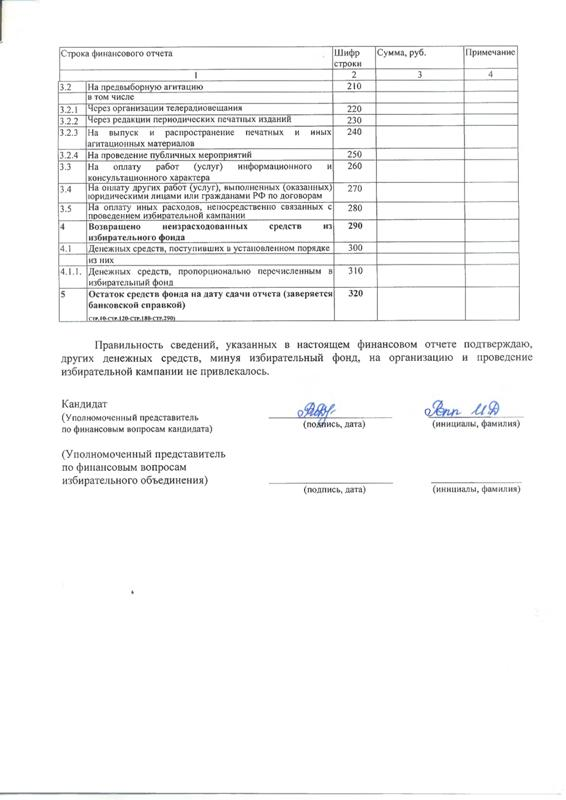 Строка финансового отчета Шифр строки Сумма, руб. Примечание
1 2 3 4
3.2 На предвыборную агитацию 210
в том числе
3.2.1 Через организации телерадиовещания 220
3.2.2 Через редакции периодических печатных изданий 230
3.2.3 На выпуск и распространение печатных и иных 240
агитационных материалов
3.2.4 На проведение публичных мероприятий 250
3.3 На оплату работ (услуг) информационного и 260
консультационного характера
3.4 На оплату других работ (услуг), выполненных (оказанных) 270
юридическими лицами или гражданами РФ по договорам
3.5 На оплату иных расходов, непосредственно связанных с 280
проведением избирательной кампании
4 Возвращено неизрасходованных средств из 290
избирательного фонда
4.1 Денежных средств, поступивших в установленном порядке 300
из них
4.1.1. Денежных средств, пропорционально перечисленным в 310
избирательный фонд
5 Остаток средств фонда на дату сдачи отчета (заверяется 320
банковской справкой)
стр.10-стр.120-стр.180-стр.290)
Правильность сведений, указанных в настоящем финансовом отчете подтверждаю,
других денежных средств, минуя избирательный фонд, на организацию и проведение
избирательной кампании не привлекалось.
Кандидат
(Уполномоченный представитель
по финансовым вопросам кандидата)
(подпись, дата) (инициалы, фамилия)
(Уполномоченный представитель
по финансовым вопросам
избирательного объединения)
(подпись, дата) (инициалы, фамилия)